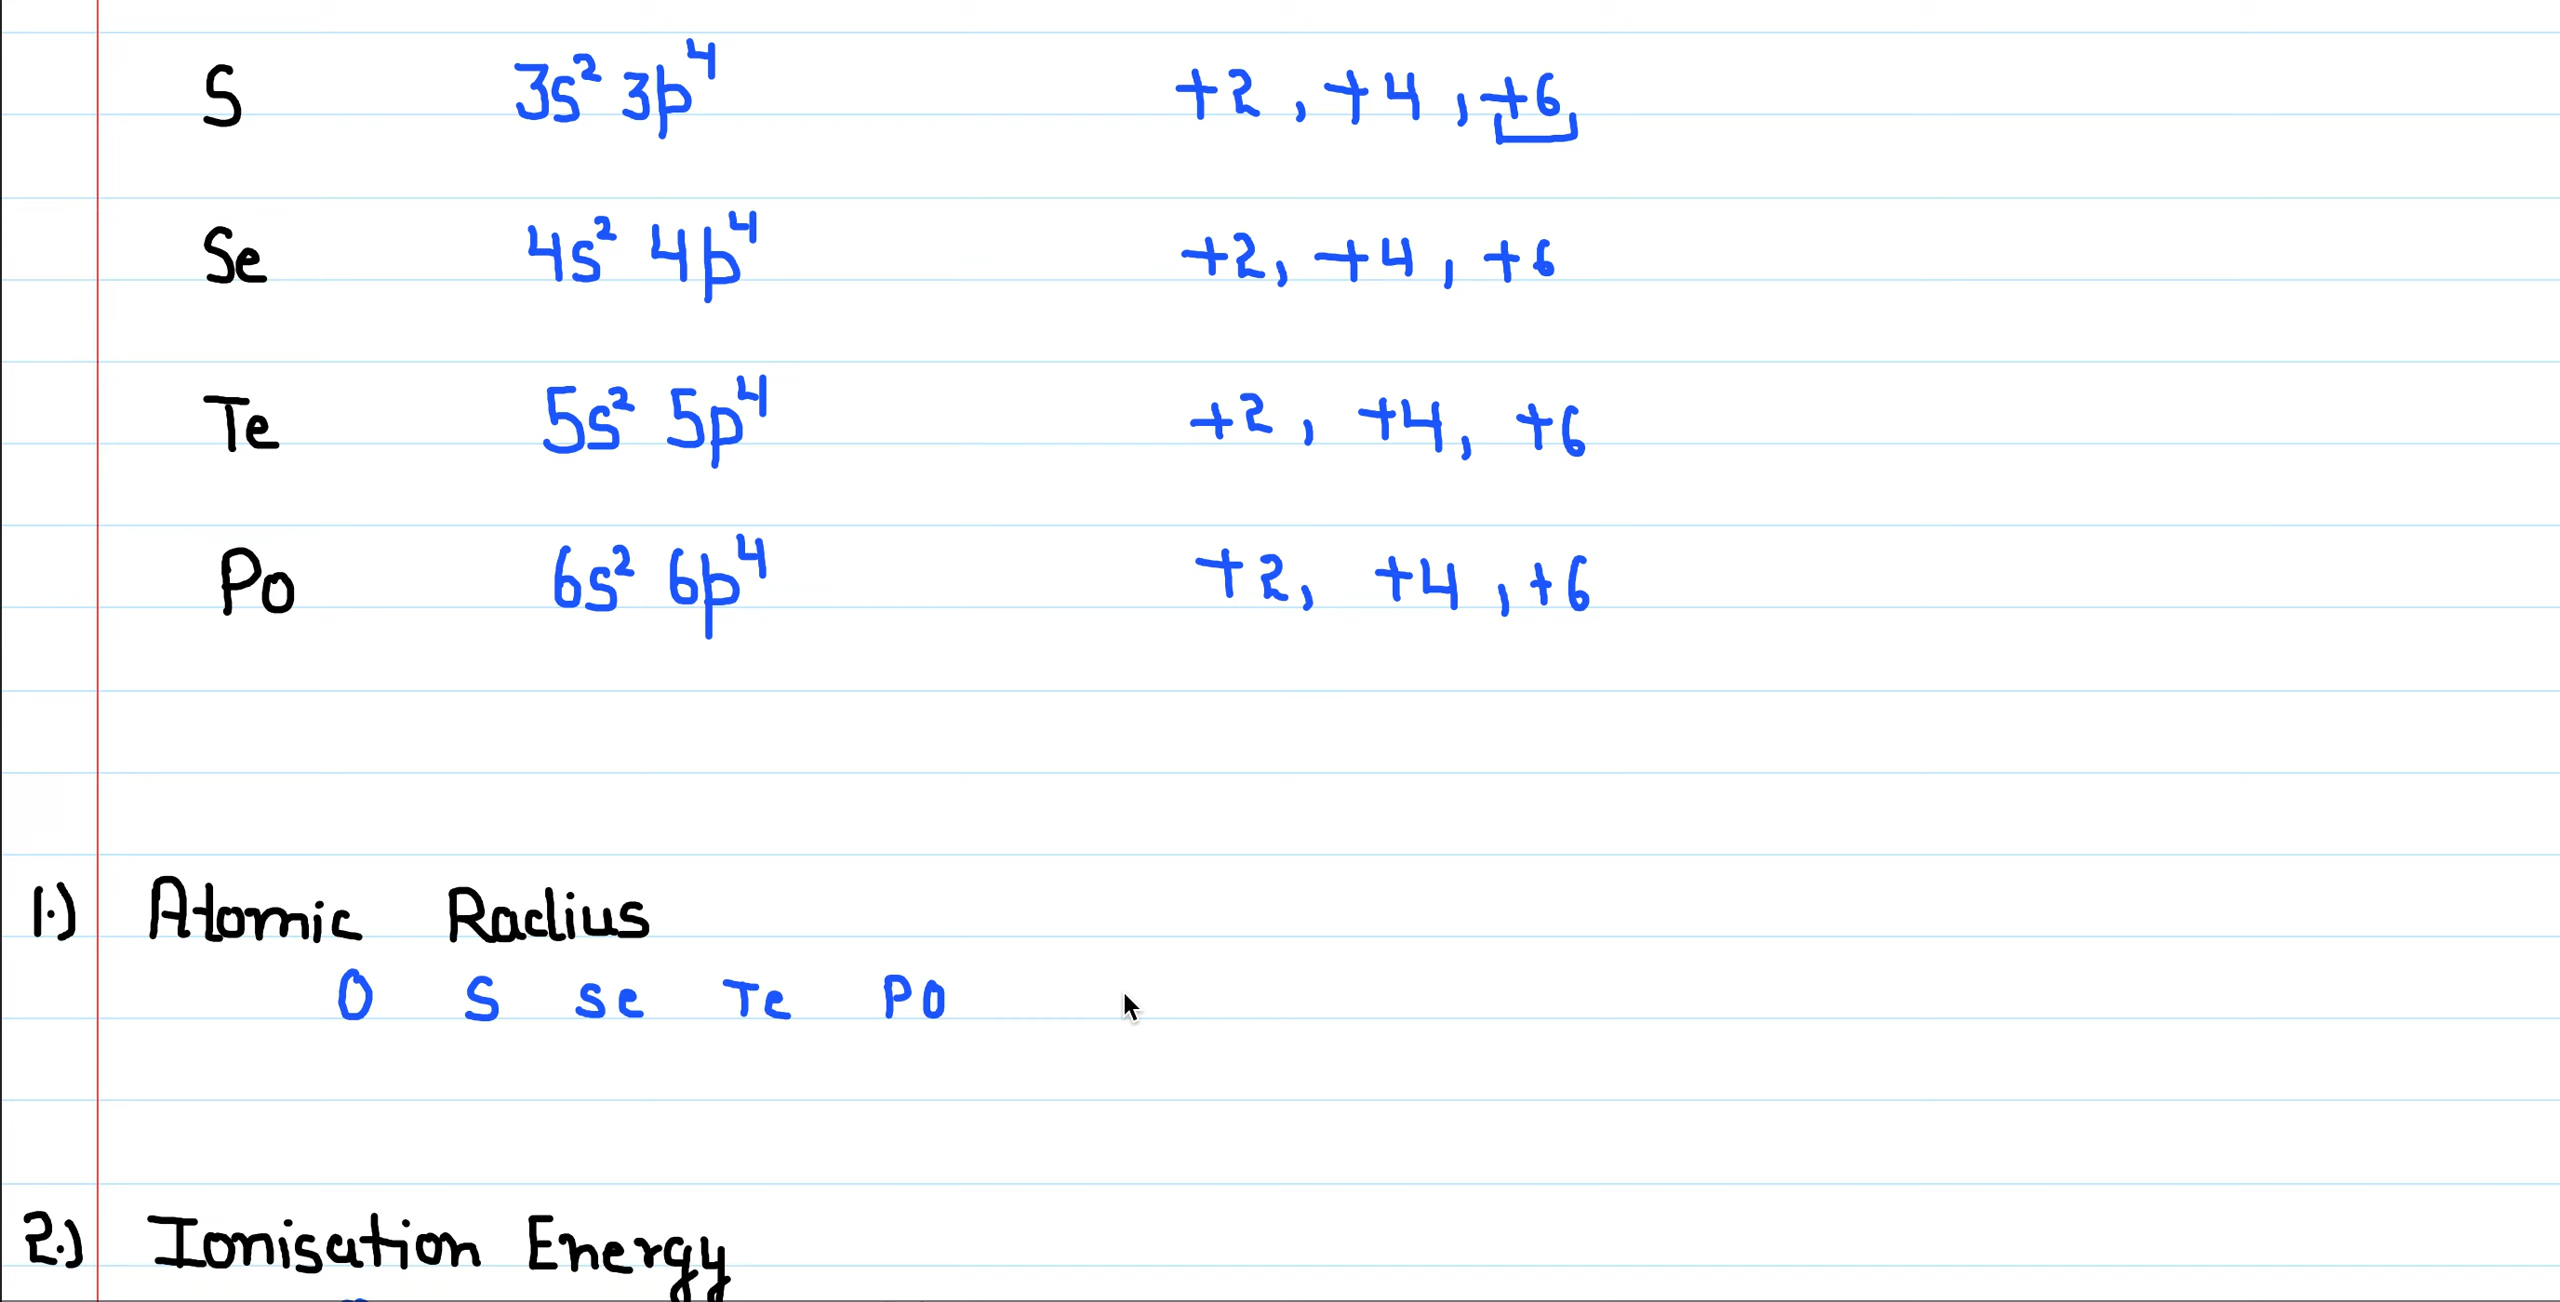 S 3s² 3p⁴ +2, +4, +6
Se 4s² 4p⁴ +2, +4, +6
Te 5s² 5p⁴ +2, +4, +6
Po 6s² 6p⁴ +2, +4, +6
1.) Atomic Radius
O S Se Te Po
2.) Ionisation Energy